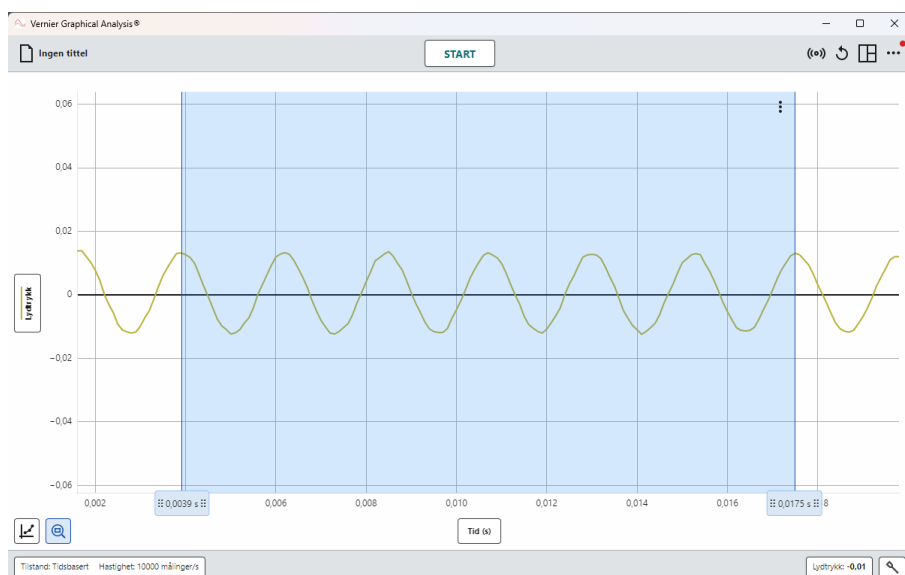 Vernier Graphical Analysis®
Ingen tittel
START
0,06
0,04
0,02
0
−0,02
−0,04
−0,06
Lydtrykk
0,002
0,0039 s
0,006
0,008
0,010
0,012
0,014
0,016
0,0175 s
8
Tid (s)
Tilstand: Tidsbasert Hastighet: 10000 målinger/s
Lydtrykk: -0,01